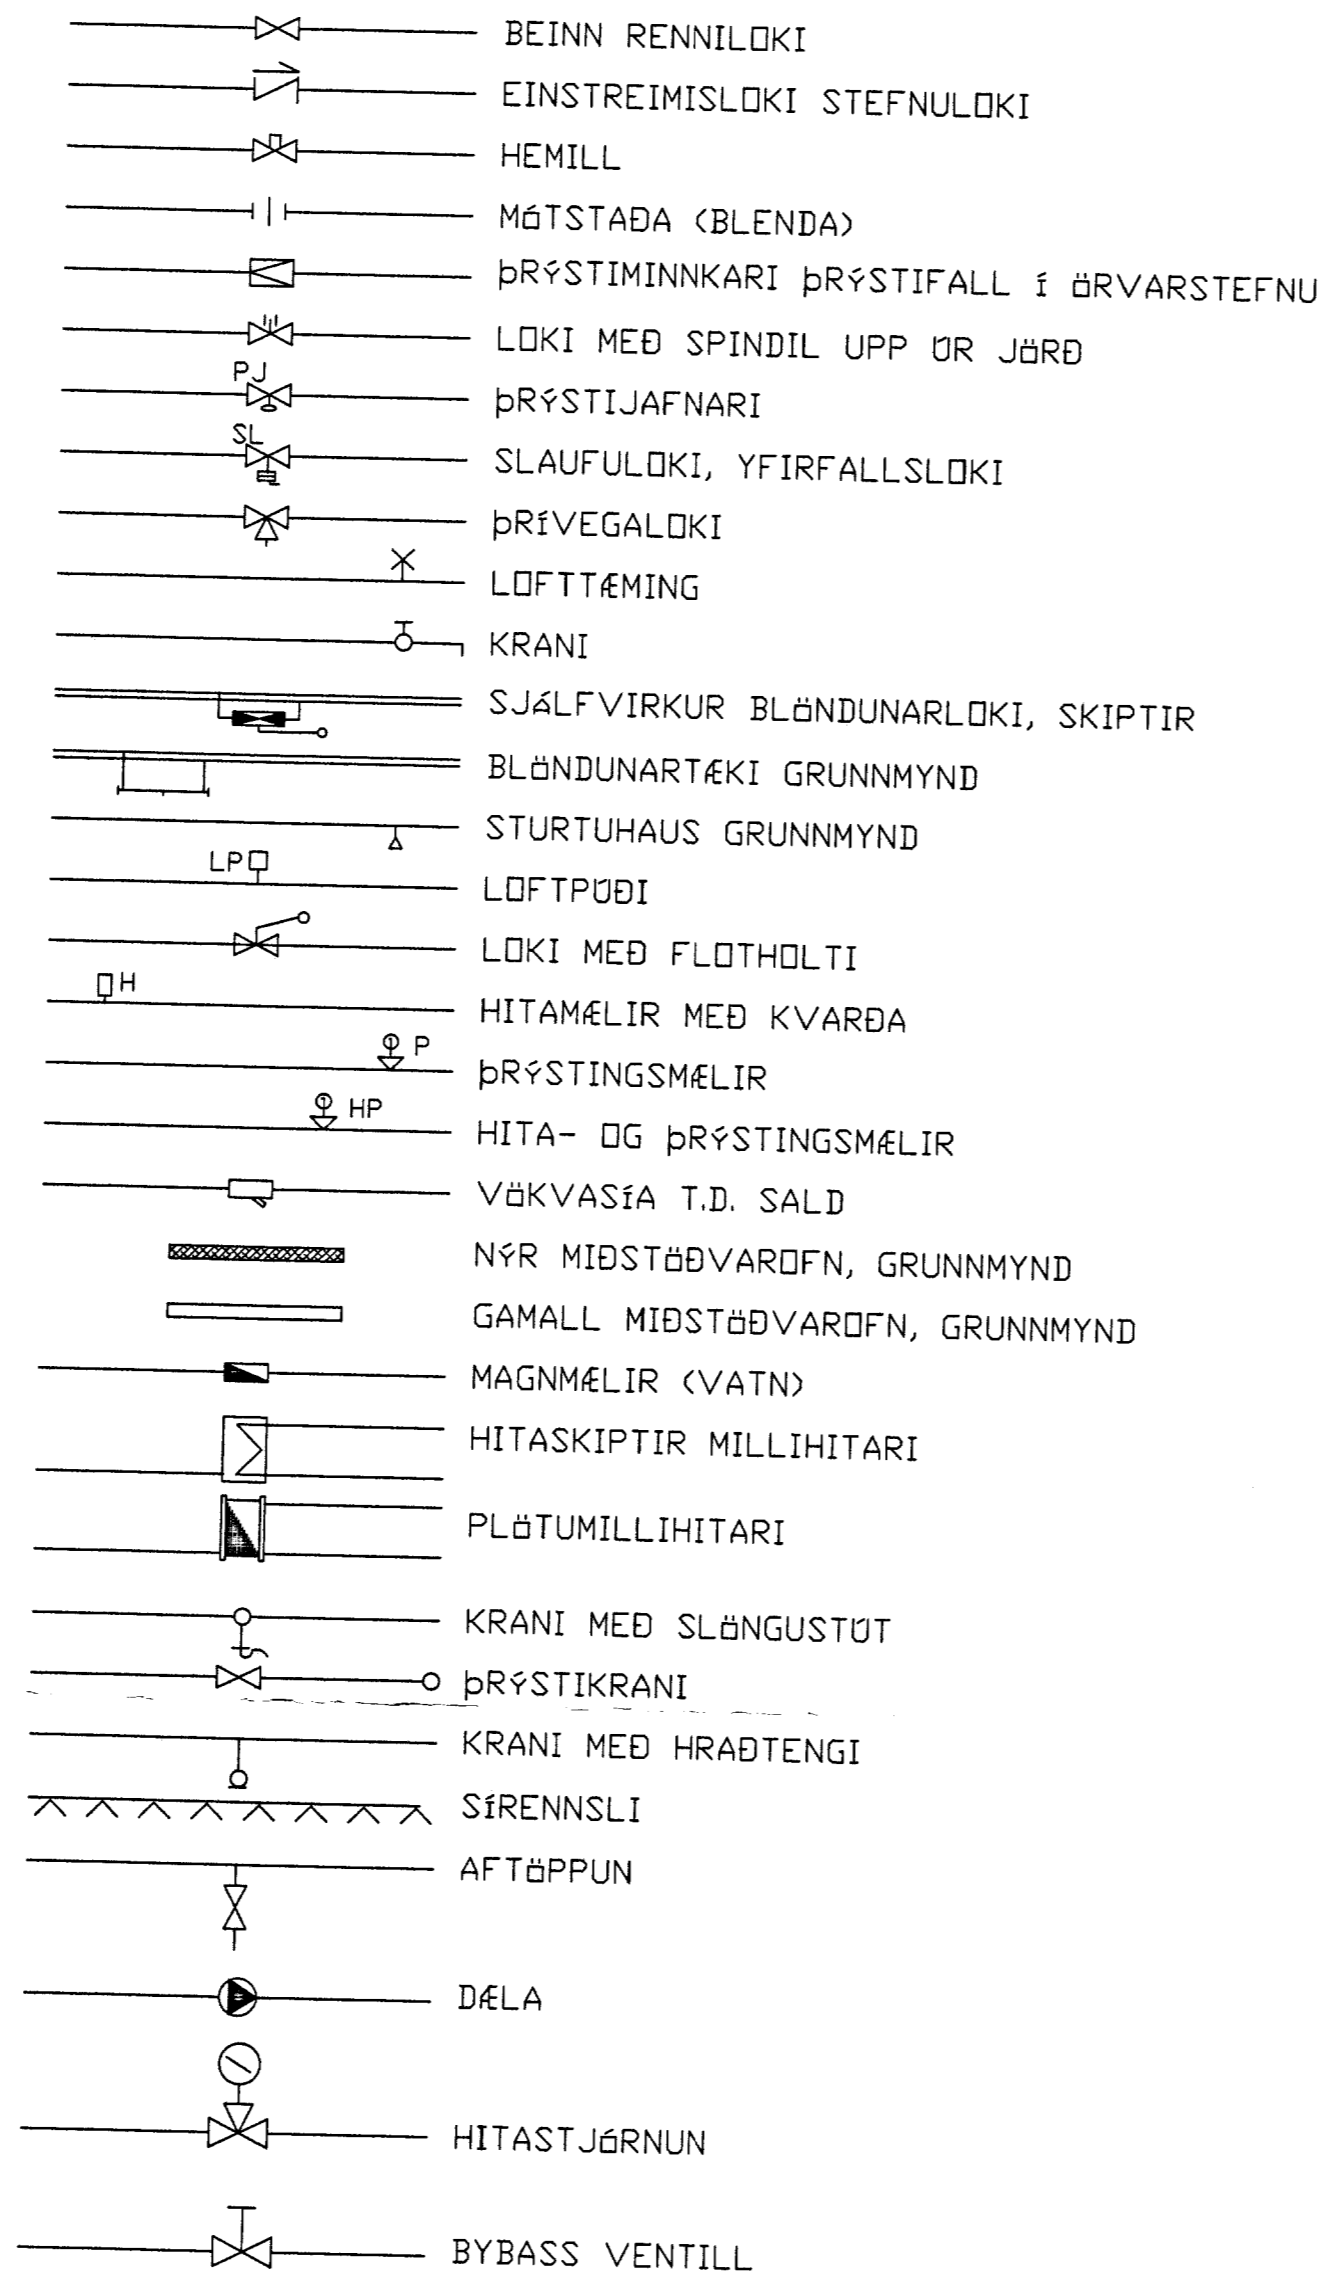 BEINN RENNILOKI
EINSTREIMISLOKI STEFNULOKI
HEMILL
MÓTSTAÐA (BLENDA)
ÞRÝSTIMINNKARI ÞRÝSTIFALL Í ÖRVARSTEFNU
LOKI MEÐ SPINDIL UPP ÚR JÖRÐ
PJ
ÞRÝSTIJAFNARI
SL
SLAUFULOKI, YFIRFALLSLOKI
ÞRÍVEGALOKI
LOFTTÆMING
KRANI
SJÁLFVIRKUR BLÖNDUNARLOKI, SKIPTIR
BLÖNDUNARTÆKI GRUNNMYND
STURTUHAUS GRUNNMYND
LP
LOFTPÚÐI
LOKI MEÐ FLOTHOLTI
H
HITAMÆLIR MEÐ KVARÐA
P
ÞRÝSTINGSMÆLIR
HP
HITA- OG ÞRÝSTINGSMÆLIR
VÖKVASÍA T.D. SALD
NÝR MIÐSTÖÐVAROFN, GRUNNMYND
GAMALL MIÐSTÖÐVAROFN, GRUNNMYND
MAGNMÆLIR (VATN)
HITASKIPTIR MILLIHITARI
PLÖTUMILLIHITARI
KRANI MEÐ SLÖNGUSTÚT
ÞRÝSTIKRANI
KRANI MEÐ HRAÐTENGI
SÍRENNSLI
AFTÖPPUN
DÆLA
HITASTJÓRNUN
BYBASS VENTILL